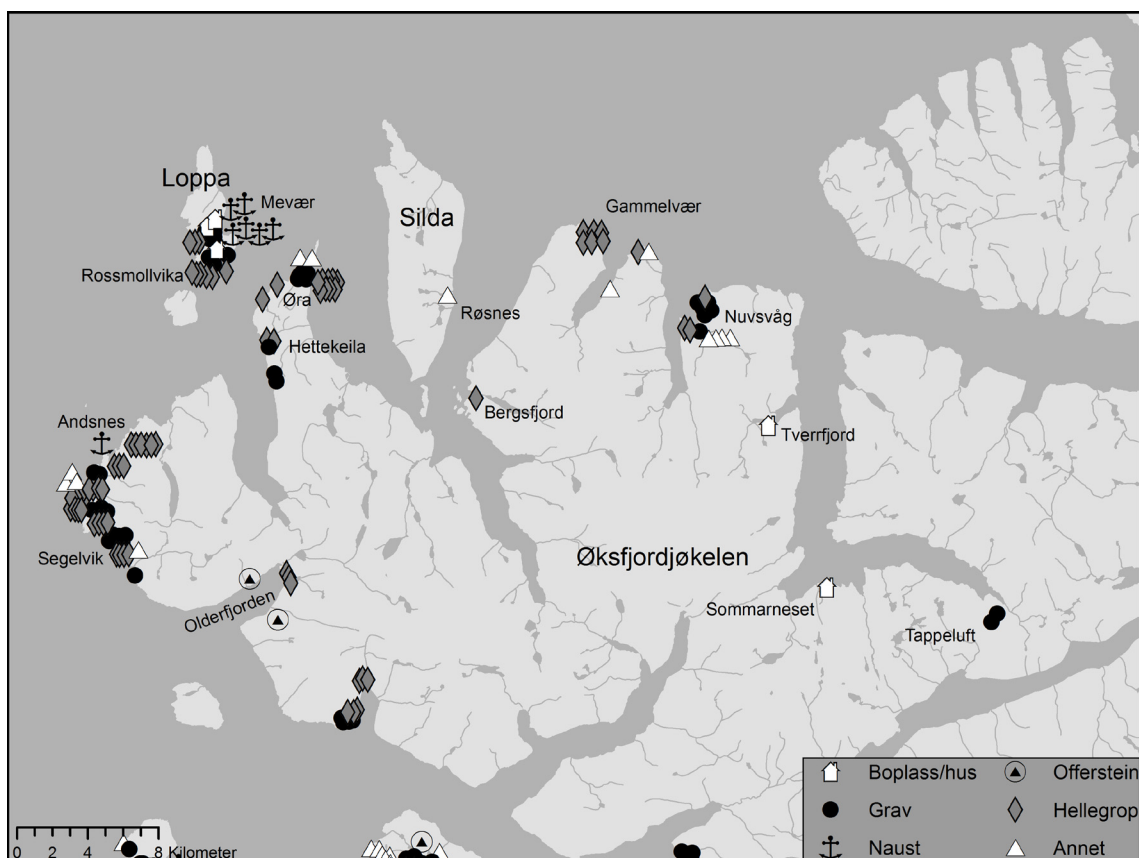 Loppa
Mevær
Silda
Gammelvær
Rossmollvika
Øra
Røsnes
Nuvsvåg
Hettekeila
Bergsfjord
Andsnes
Tverrfjord
Segelvik
Øksfjordjøkelen
Olderfjorden
Sommarneset
Tappeluft
Boplass/hus
Offerstein
Grav
Hellegrop
Naust
Annet
0 2 4 8 Kilometer